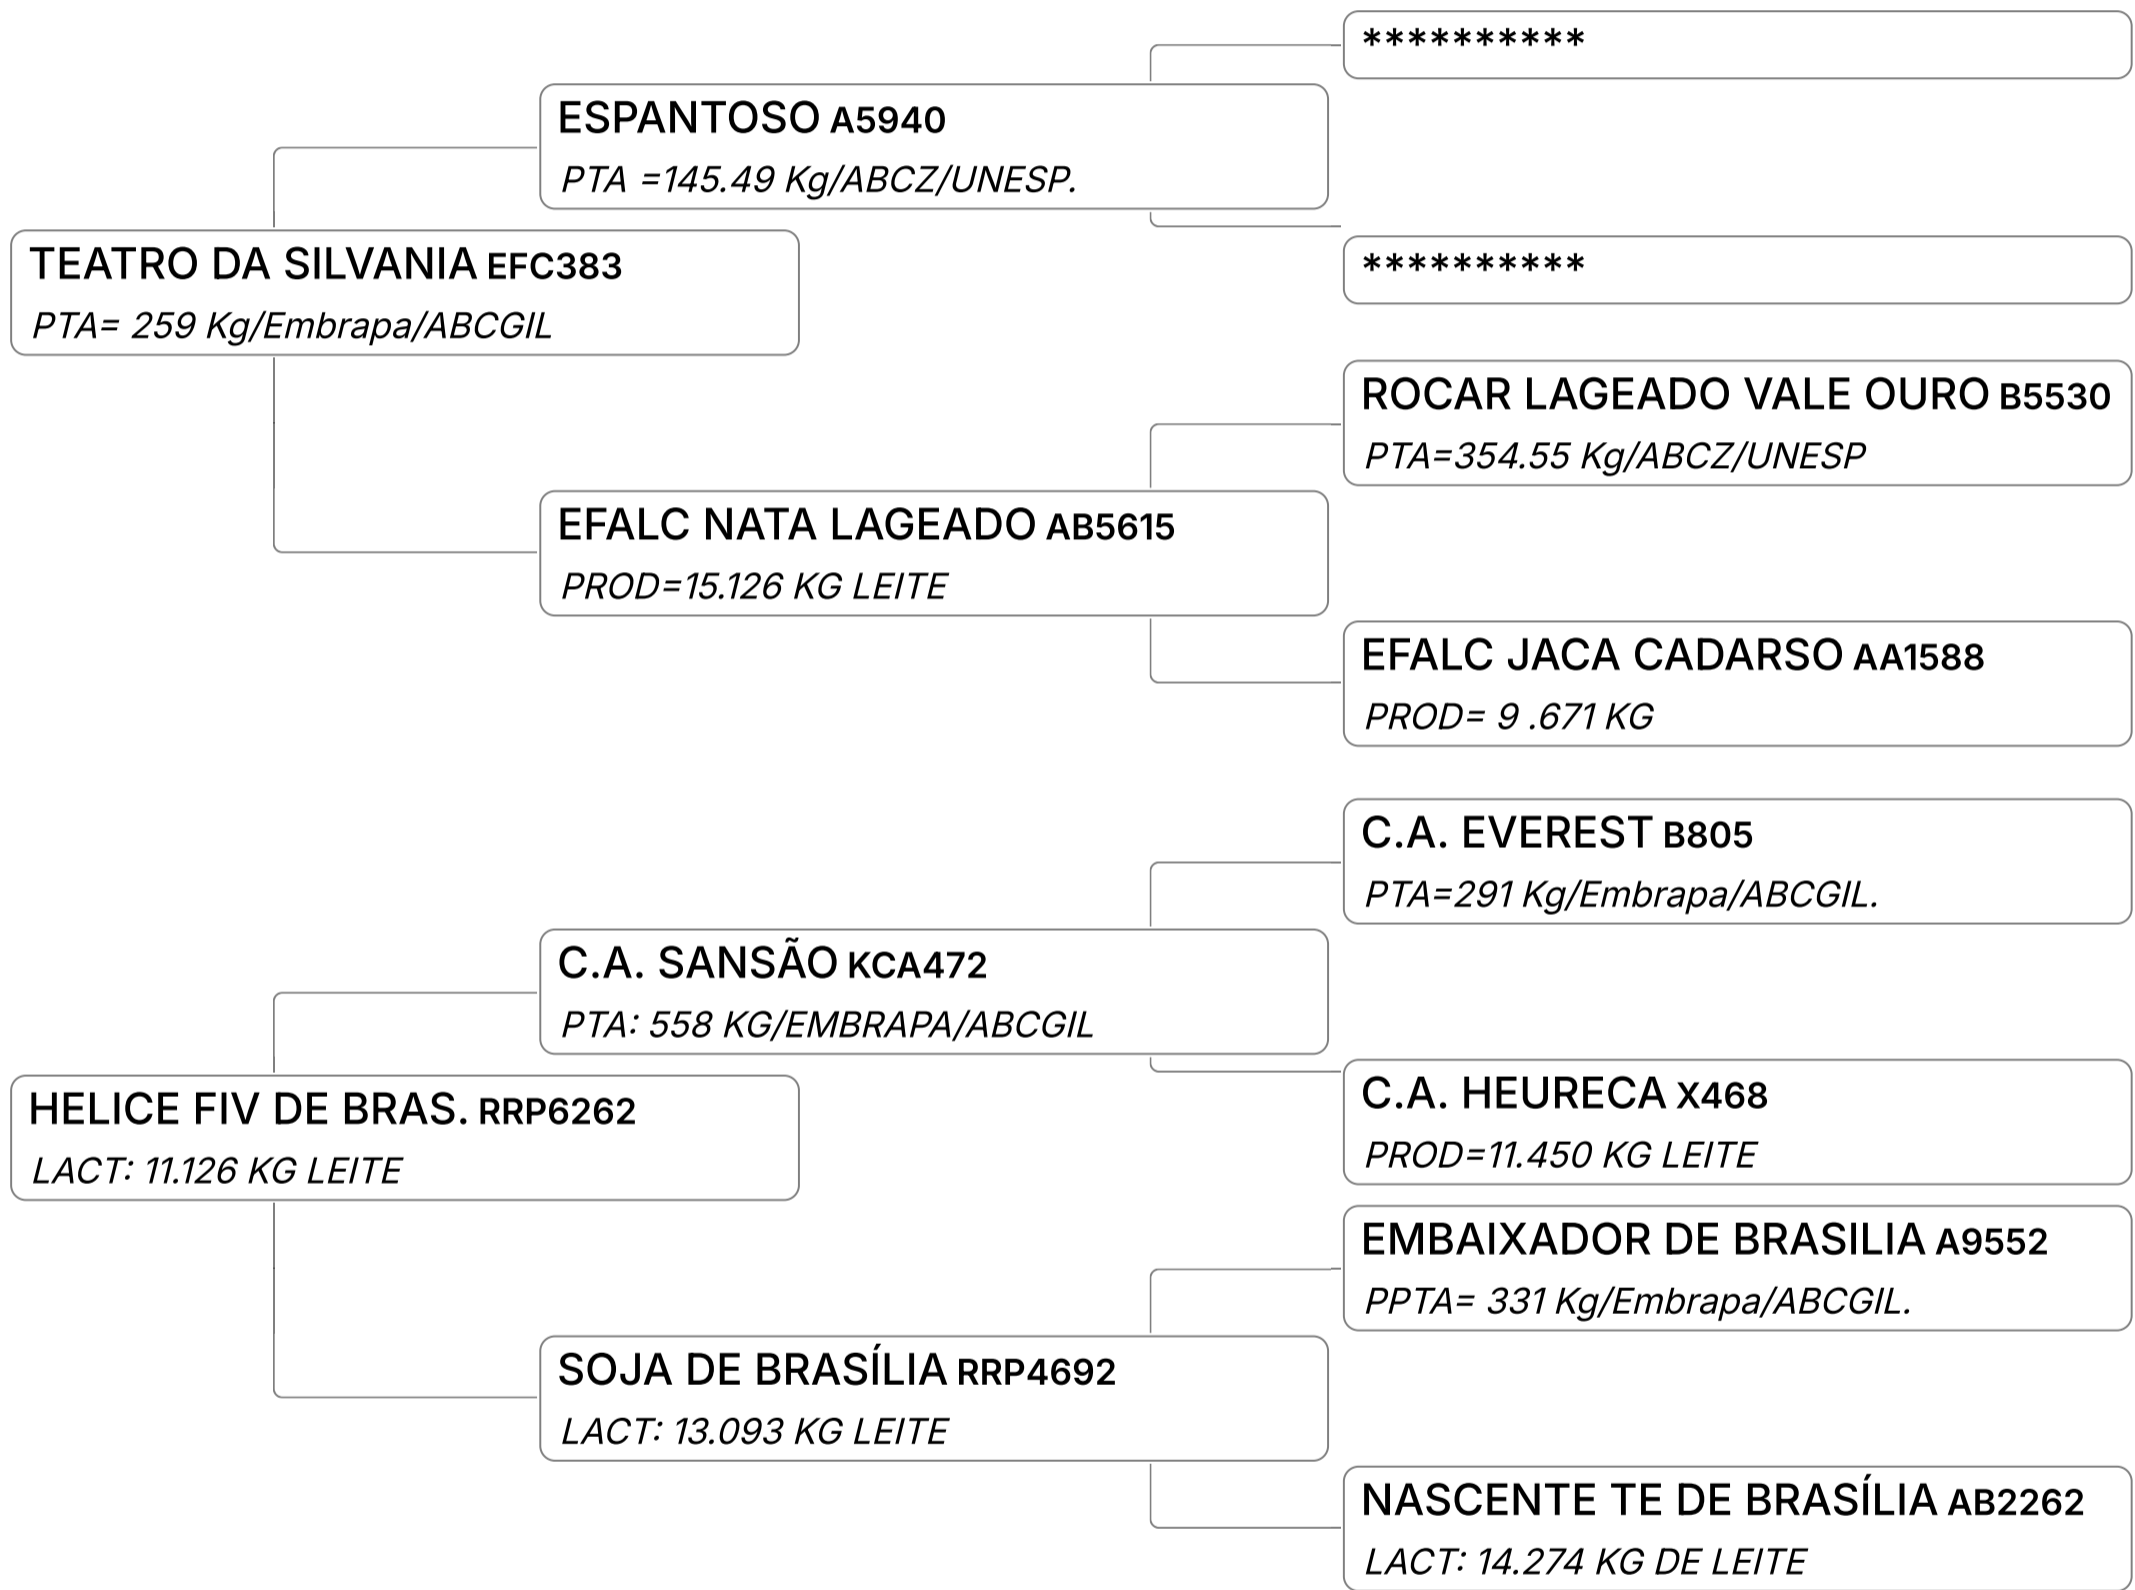 **********
ESPANTOSO A5940
PTA =145.49 Kg/ABCZ/UNESP.
TEATRO DA SILVANIA EFC383
PTA= 259 Kg/Embrapa/ABCGIL
**********
ROCAR LAGEADO VALE OURO B5530
PTA=354.55 Kg/ABCZ/UNESP
EFALC NATA LAGEADO AB5615
PROD=15.126 KG LEITE
EFALC JACA CADARSO AA1588
PROD= 9 .671 KG
C.A. EVEREST B805
PTA=291 Kg/Embrapa/ABCGIL.
C.A. SANSÃO KCA472
PTA: 558 KG/EMBRAPA/ABCGIL
HELICE FIV DE BRAS. RRP6262
LACT: 11.126 KG LEITE
C.A. HEURECA X468
PROD=11.450 KG LEITE
EMBAIXADOR DE BRASILIA A9552
PPTA= 331 Kg/Embrapa/ABCGIL.
SOJA DE BRASÍLIA RRP4692
LACT: 13.093 KG LEITE
NASCENTE TE DE BRASÍLIA AB2262
LACT: 14.274 KG DE LEITE